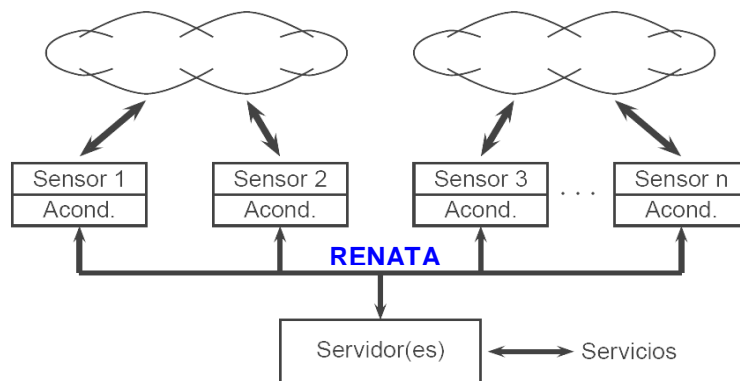 Sensor 1
Acond.
Sensor 2
Acond.
Sensor 3
Acond.
. . .
Sensor n
Acond.
RENATA
Servidor(es)
Servicios